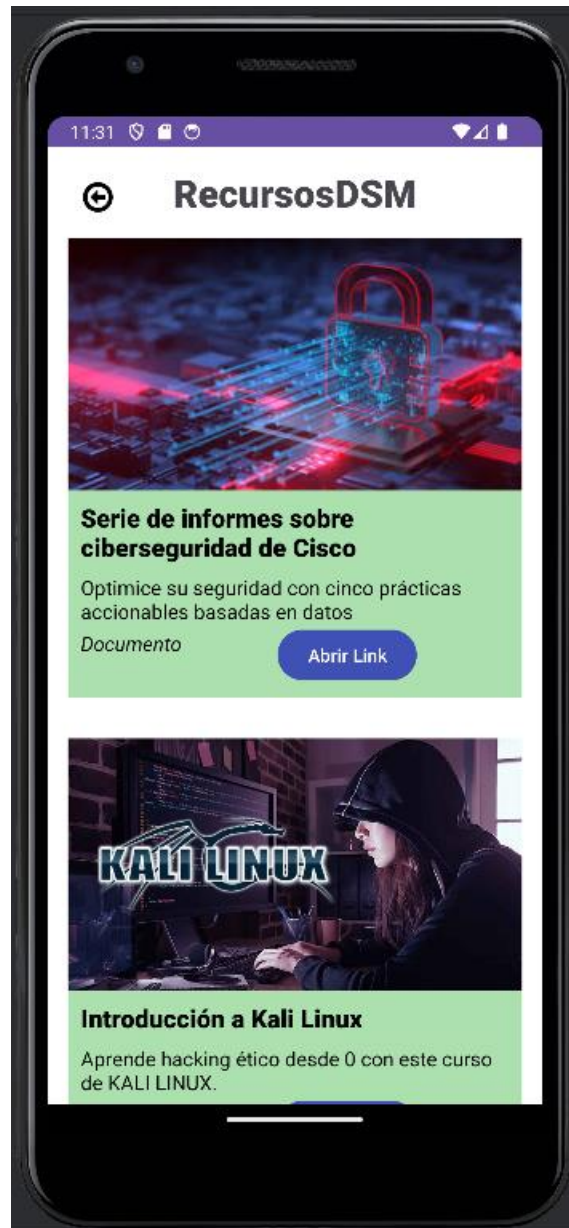 11:31
RecursosDSM
Serie de informes sobre
ciberseguridad de Cisco
Optimice su seguridad con cinco prácticas
accionables basadas en datos
Documento
Abrir Link
KALI LINUX
Introducción a Kali Linux
Aprende hacking ético desde 0 con este curso
de KALI LINUX.